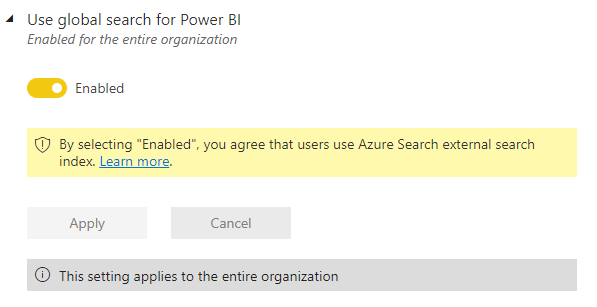 Use global search for Power BI
Enabled for the entire organization
Enabled
By selecting "Enabled", you agree that users use Azure Search external search
index. Learn more.
Apply
Cancel
This setting applies to the entire organization